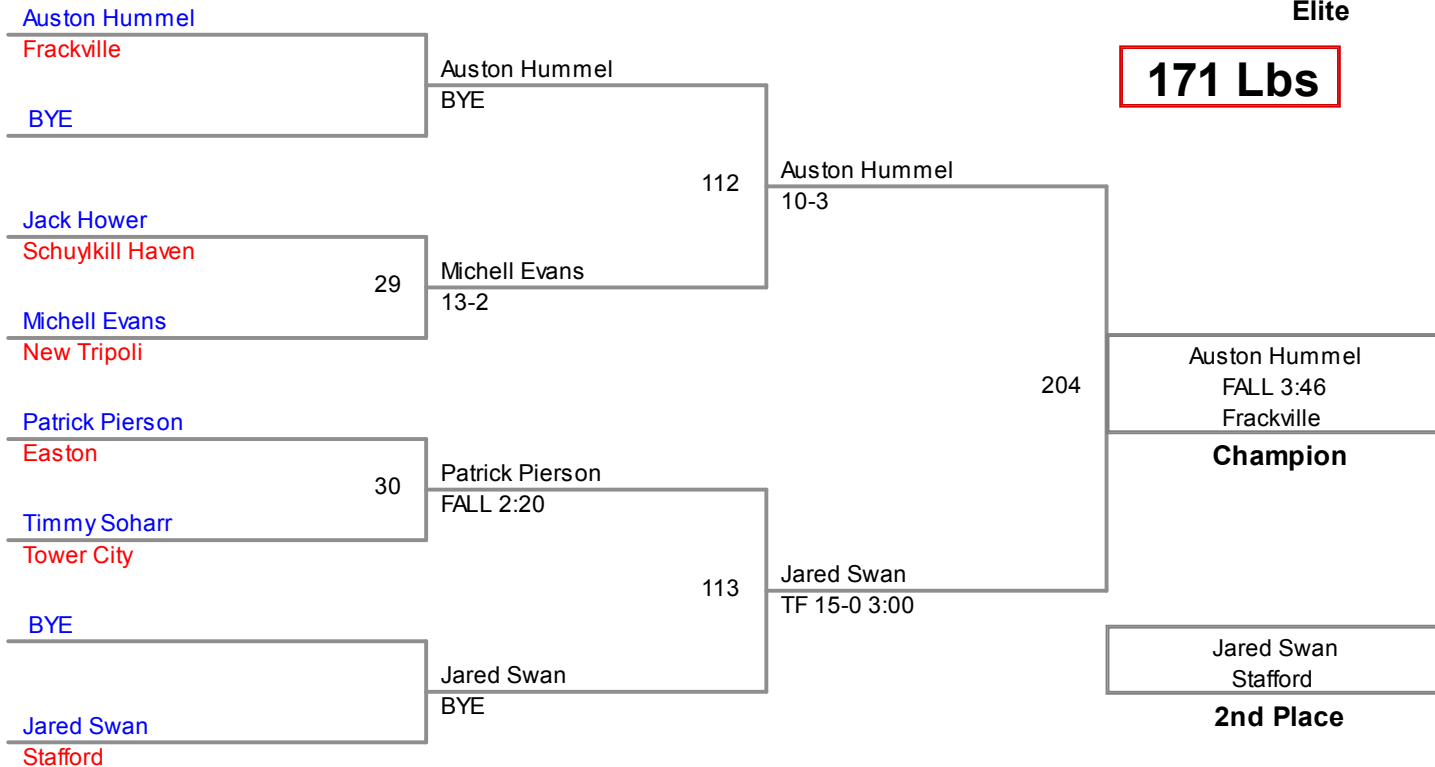 Elite
171 Lbs
Auston Hummel
Frackville
BYE
Jack Hower
Schuylkill Haven
Michell Evans
New Tripoli
Patrick Pierson
Easton
Timmy Soharr
Tower City
BYE
Jared Swan
Stafford
29
30
Auston Hummel
BYE
Michell Evans
13-2
Patrick Pierson
FALL 2:20
Jared Swan
BYE
112
113
Auston Hummel
10-3
Jared Swan
TF 15-0 3:00
204
Auston Hummel
FALL 3:46
Frackville
Champion
Jared Swan
Stafford
2nd Place